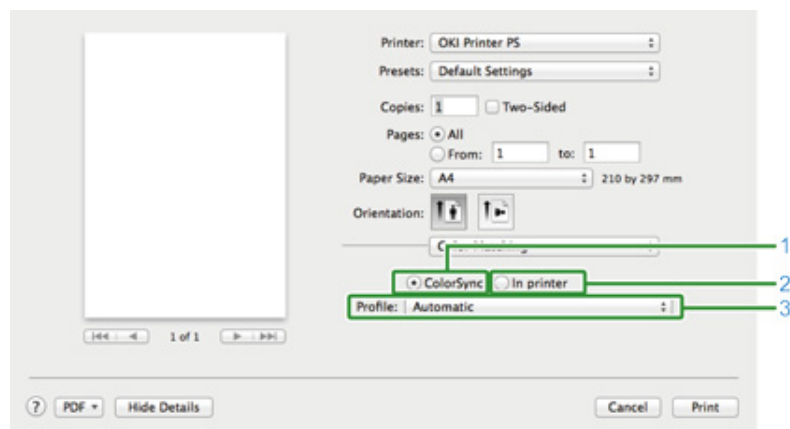 Printer: OKI Printer PS
Presets: Default Settings
Copies: 1 Two-Sided
Pages: All
From: 1 to: 1
Paper Size: A4 210 by 297 mm
Orientation:
1
ColorSync In printer 2
Profile: Automatic 3
1 of 1
? PDF Hide Details Cancel Print